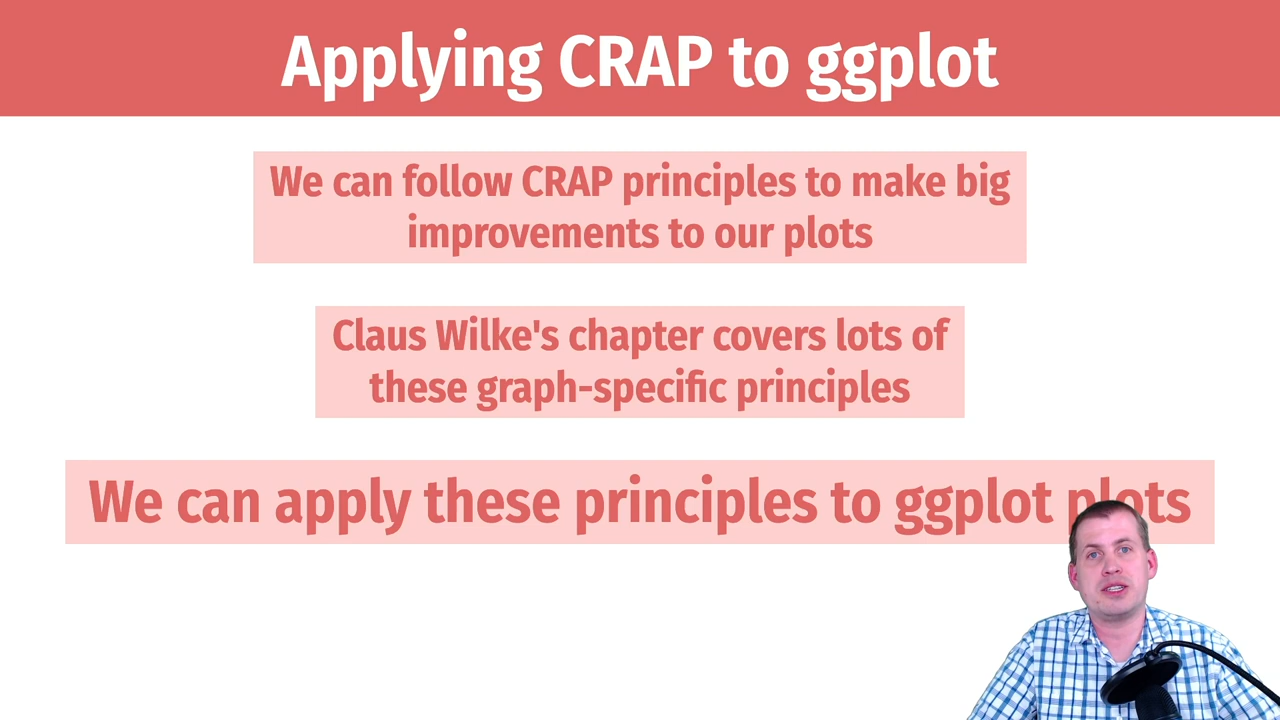 Applying CRAP to ggplot
We can follow CRAP principles to make big
improvements to our plots
Claus Wilke's chapter covers lots of
these graph-specific principles
We can apply these principles to ggplot plots